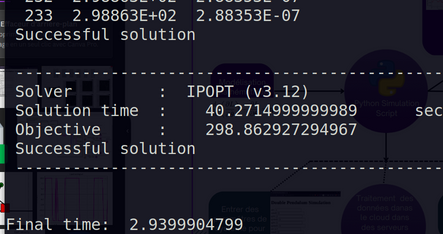 233 2.98863E+02 2.88353E-07
Successful solution
---------------------------------------------------
Solver : IPOPT (v3.12)
Solution time : 40.2714999999989 sec
Objective : 298.862927294967
Successful solution
---------------------------------------------------
Final time: 2.9399904799